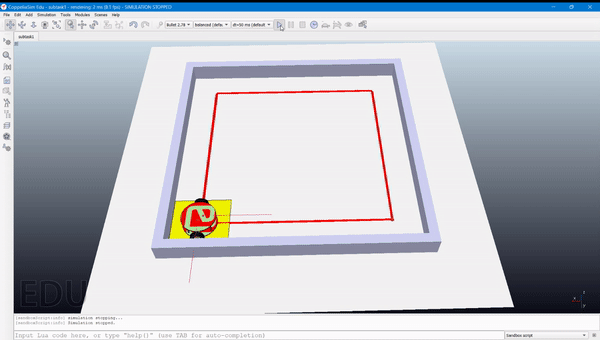 CoppeliaSim Edu - subtask1 - rendering: 2 ms (8.1 fps) - SIMULATION STOPPED
File Edit Add Simulation Tools Modules Scenes Help
Bullet 2.78 balanced (defau dt=50 ms (default
subtask1
EDU
[sandboxScript:info] Simulation stopping...
[sandboxScript:info] Simulation stopped.
Input Lua code here, or type "help()" (use TAB for auto-completion)
Sandbox script